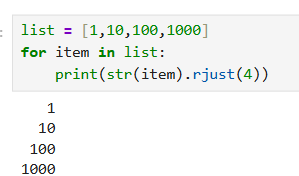 list = [1,10,100,1000]
for item in list:
    print(str(item).rjust(4))
   1
  10
 100
1000